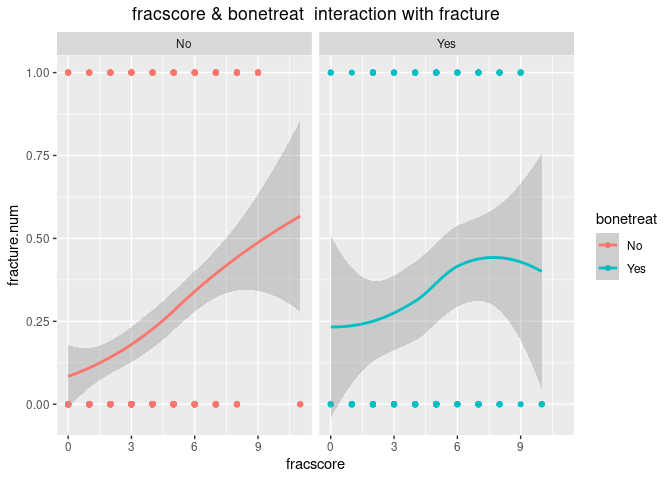 fracscore & bonetreat  interaction with fracture
No
Yes
1.00
0.75
0.50
0.25
0.00
fracture.num
0 3 6 9
0 3 6 9
fracscore
bonetreat
No
Yes